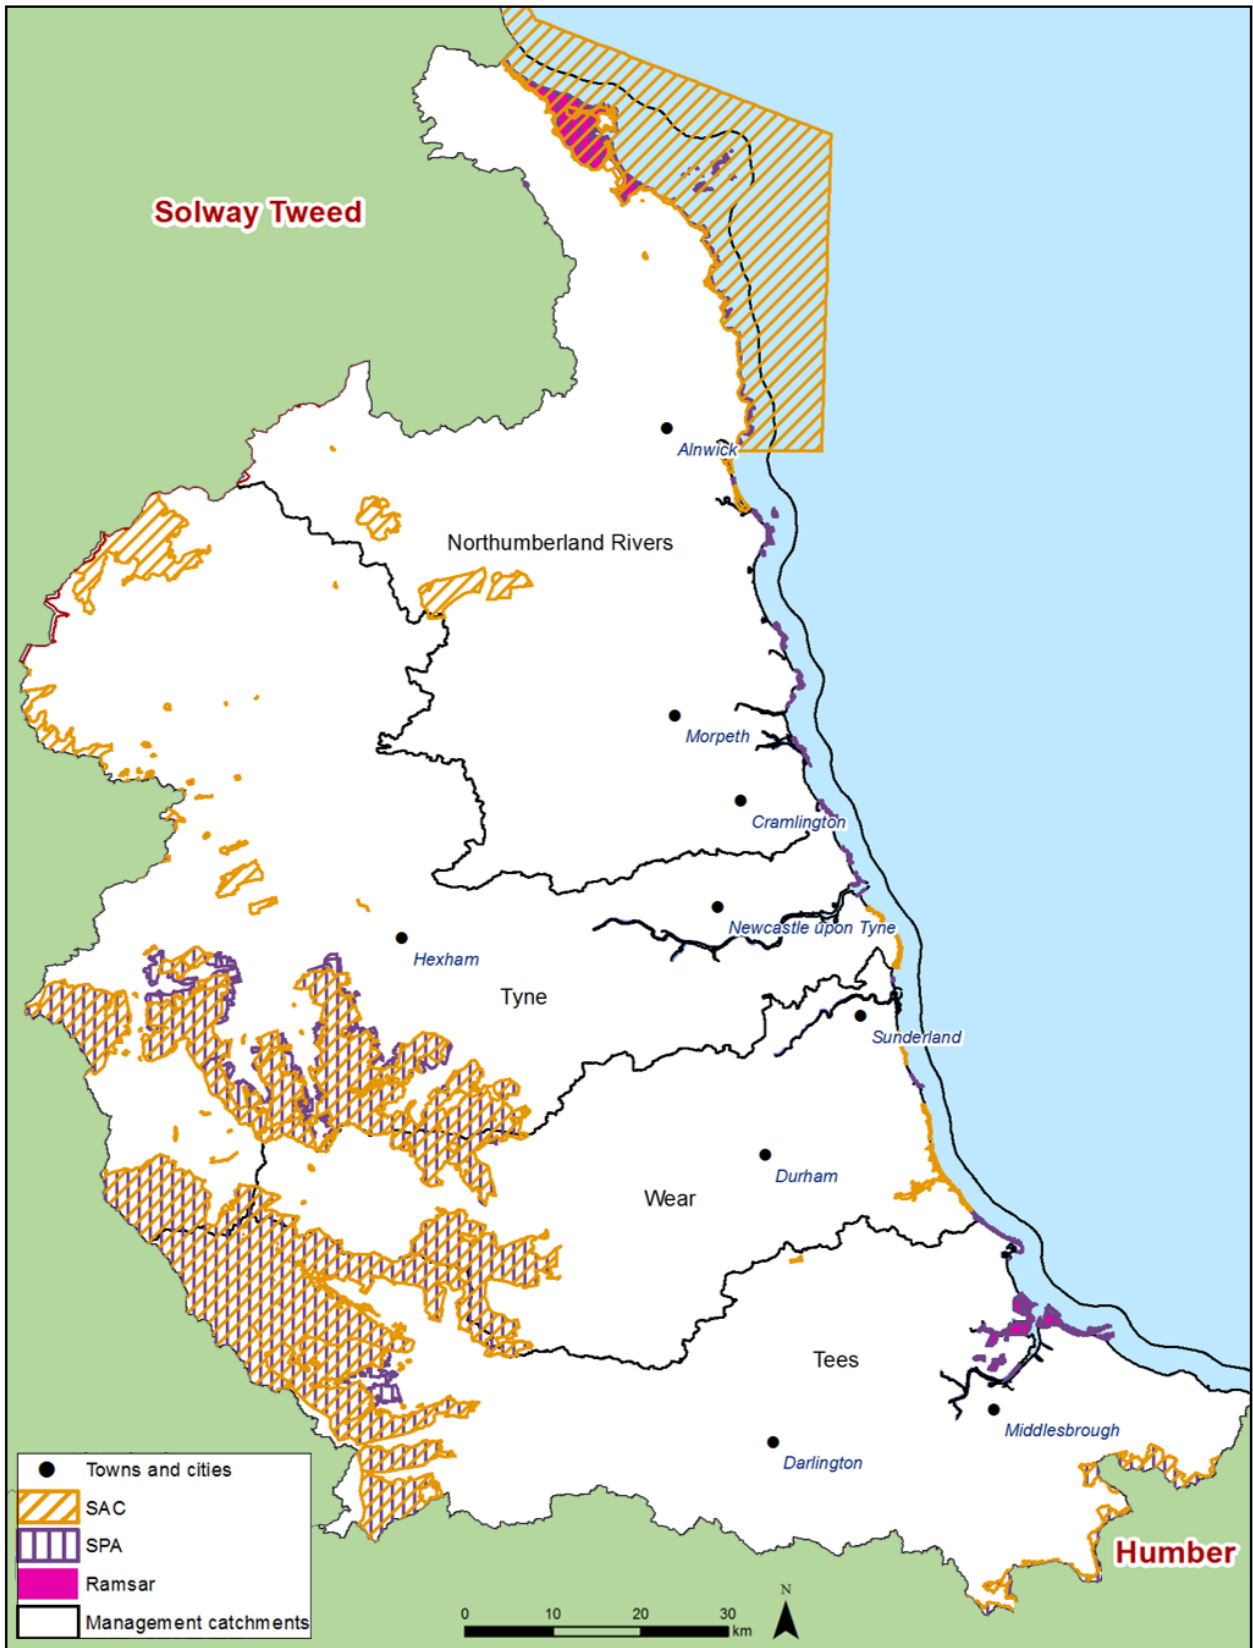 Solway Tweed
Alnwick
Northumberland Rivers
Morpeth
Cramlington
Newcastle upon Tyne
Hexham
Tyne
Sunderland
Durham
Wear
Tees
Middlesbrough
Darlington
Humber
Towns and cities
SAC
SPA
Ramsar
Management catchments
0 10 20 30
km
N